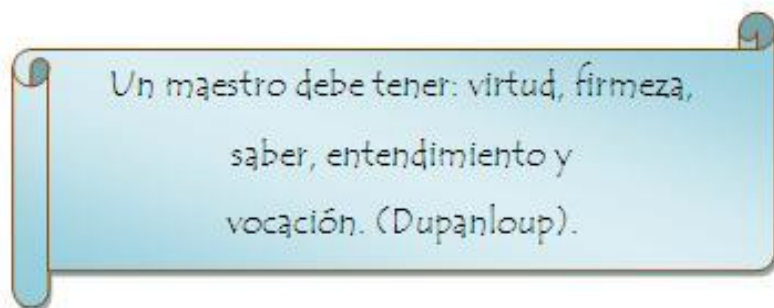 Un maestro debe tener: virtud, firmeza,
saber, entendimiento y
vocación. (Dupanloup).